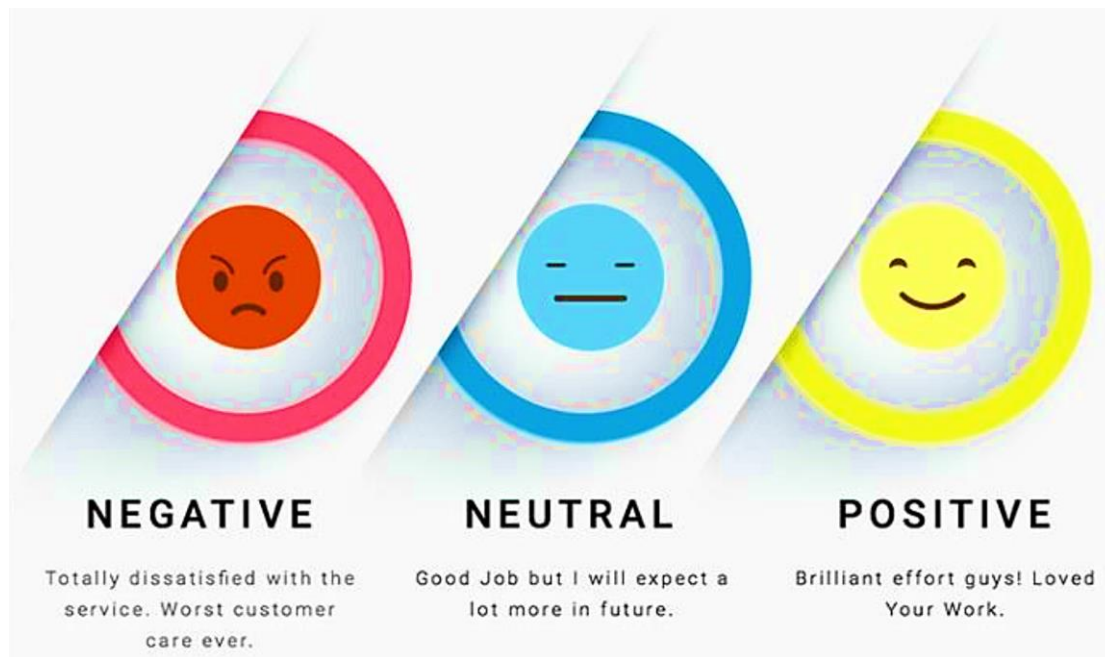 NEGATIVE
Totally dissatisfied with the
service. Worst customer
care ever.
NEUTRAL
Good Job but I will expect a
lot more in future.
POSITIVE
Brilliant effort guys! Loved
Your Work.